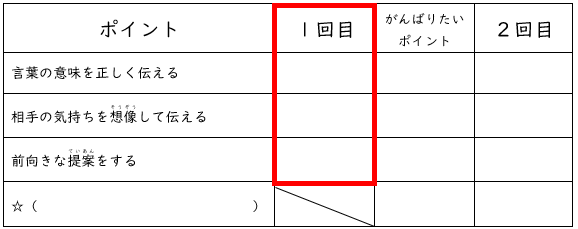 ポイント
1回目
がんばりたい
ポイント
2回目
言葉の意味を正しく伝える
そうぞう
相手の気持ちを想像して伝える
ていあん
前向きな提案をする
☆（　　　　　　　　　　　　）